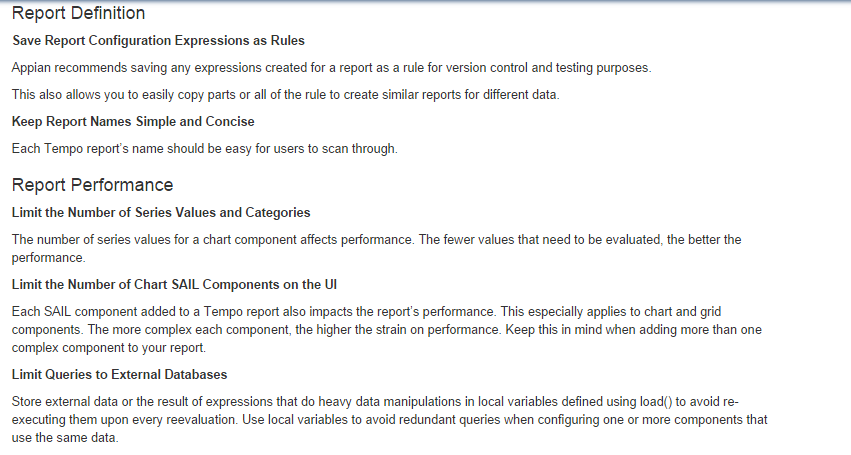 Report Definition
Save Report Configuration Expressions as Rules
Appian recommends saving any expressions created for a report as a rule for version control and testing purposes.
This also allows you to easily copy parts or all of the rule to create similar reports for different data.
Keep Report Names Simple and Concise
Each Tempo report's name should be easy for users to scan through.
Report Performance
Limit the Number of Series Values and Categories
The number of series values for a chart component affects performance. The fewer values that need to be evaluated, the better the
performance.
Limit the Number of Chart SAIL Components on the UI
Each SAIL component added to a Tempo report also impacts the report's performance. This especially applies to chart and grid
components. The more complex each component, the higher the strain on performance. Keep this in mind when adding more than one
complex component to your report.
Limit Queries to External Databases
Store external data or the result of expressions that do heavy data manipulations in local variables defined using load() to avoid re-
executing them upon every reevaluation. Use local variables to avoid redundant queries when configuring one or more components that
use the same data.